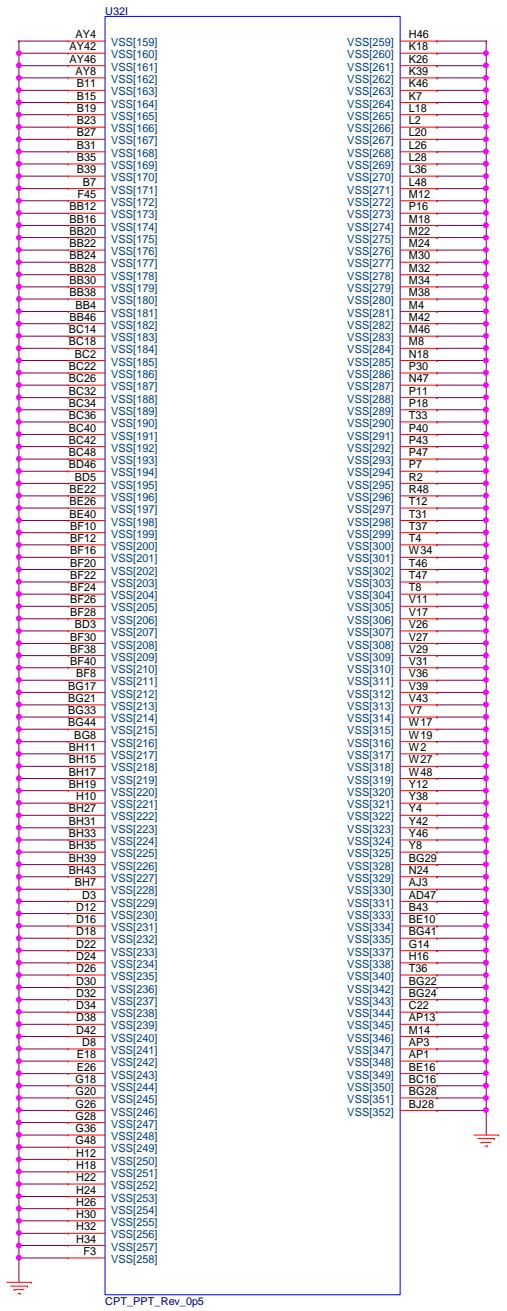 U32I
AY4 VSS[159]
AY42 VSS[160]
AY46 VSS[161]
AY8 VSS[162]
B11 VSS[163]
B15 VSS[164]
B19 VSS[165]
B23 VSS[166]
B27 VSS[167]
B31 VSS[168]
B35 VSS[169]
B39 VSS[170]
B7 VSS[171]
F45 VSS[172]
BB12 VSS[173]
BB16 VSS[174]
BB20 VSS[175]
BB22 VSS[176]
BB24 VSS[177]
BB28 VSS[178]
BB30 VSS[179]
BB38 VSS[180]
BB4 VSS[181]
BB46 VSS[182]
BC14 VSS[183]
BC18 VSS[184]
BC2 VSS[185]
BC22 VSS[186]
BC26 VSS[187]
BC32 VSS[188]
BC34 VSS[189]
BC36 VSS[190]
BC40 VSS[191]
BC42 VSS[192]
BC48 VSS[193]
BD46 VSS[194]
BD5 VSS[195]
BE22 VSS[196]
BE26 VSS[197]
BE40 VSS[198]
BF10 VSS[199]
BF12 VSS[200]
BF16 VSS[201]
BF20 VSS[202]
BF22 VSS[203]
BF24 VSS[204]
BF26 VSS[205]
BF28 VSS[206]
BD3 VSS[207]
BF30 VSS[208]
BF38 VSS[209]
BF40 VSS[210]
BF8 VSS[211]
BG17 VSS[212]
BG21 VSS[213]
BG33 VSS[214]
BG44 VSS[215]
BG8 VSS[216]
BH11 VSS[217]
BH15 VSS[218]
BH17 VSS[219]
BH19 VSS[220]
H10 VSS[221]
BH27 VSS[222]
BH31 VSS[223]
BH33 VSS[224]
BH35 VSS[225]
BH39 VSS[226]
BH43 VSS[227]
BH7 VSS[228]
D3 VSS[229]
D12 VSS[230]
D16 VSS[231]
D18 VSS[232]
D22 VSS[233]
D24 VSS[234]
D26 VSS[235]
D30 VSS[236]
D32 VSS[237]
D34 VSS[238]
D38 VSS[239]
D42 VSS[240]
D8 VSS[241]
E18 VSS[242]
E26 VSS[243]
G18 VSS[244]
G20 VSS[245]
G26 VSS[246]
G28 VSS[247]
G36 VSS[248]
G48 VSS[249]
H12 VSS[250]
H18 VSS[251]
H22 VSS[252]
H24 VSS[253]
H26 VSS[254]
H30 VSS[255]
H32 VSS[256]
H34 VSS[257]
F3 VSS[258]
VSS[259] H46
VSS[260] K18
VSS[261] K26
VSS[262] K39
VSS[263] K46
VSS[264] K7
VSS[265] L18
VSS[266] L2
VSS[267] L20
VSS[268] L26
VSS[269] L28
VSS[270] L36
VSS[271] L48
VSS[272] M12
VSS[273] P16
VSS[274] M18
VSS[275] M22
VSS[276] M24
VSS[277] M30
VSS[278] M32
VSS[279] M34
VSS[280] M38
VSS[281] M4
VSS[282] M42
VSS[283] M46
VSS[284] M8
VSS[285] N18
VSS[286] P30
VSS[287] N47
VSS[288] P11
VSS[289] P18
VSS[290] T33
VSS[291] P40
VSS[292] P43
VSS[293] P47
VSS[294] P7
VSS[295] R2
VSS[296] R48
VSS[297] T12
VSS[298] T31
VSS[299] T37
VSS[300] T4
VSS[301] W34
VSS[302] T46
VSS[303] T47
VSS[304] T8
VSS[305] V11
VSS[306] V17
VSS[307] V26
VSS[308] V27
VSS[309] V29
VSS[310] V31
VSS[311] V36
VSS[312] V39
VSS[313] V43
VSS[314] V7
VSS[315] W17
VSS[316] W19
VSS[317] W2
VSS[318] W27
VSS[319] W48
VSS[320] Y12
VSS[321] Y38
VSS[322] Y4
VSS[323] Y42
VSS[324] Y46
VSS[325] Y8
VSS[328] BG29
VSS[329] N24
VSS[330] AJ3
VSS[331] AD47
VSS[333] B43
VSS[334] BE10
VSS[335] BG41
VSS[337] G14
VSS[338] H16
VSS[340] T36
VSS[342] BG22
VSS[343] BG24
VSS[344] C22
VSS[345] AP13
VSS[346] M14
VSS[347] AP3
VSS[348] AP1
VSS[349] BE16
VSS[350] BC16
VSS[351] BG28
VSS[352] BJ28
CPT_PPT_Rev_0p5